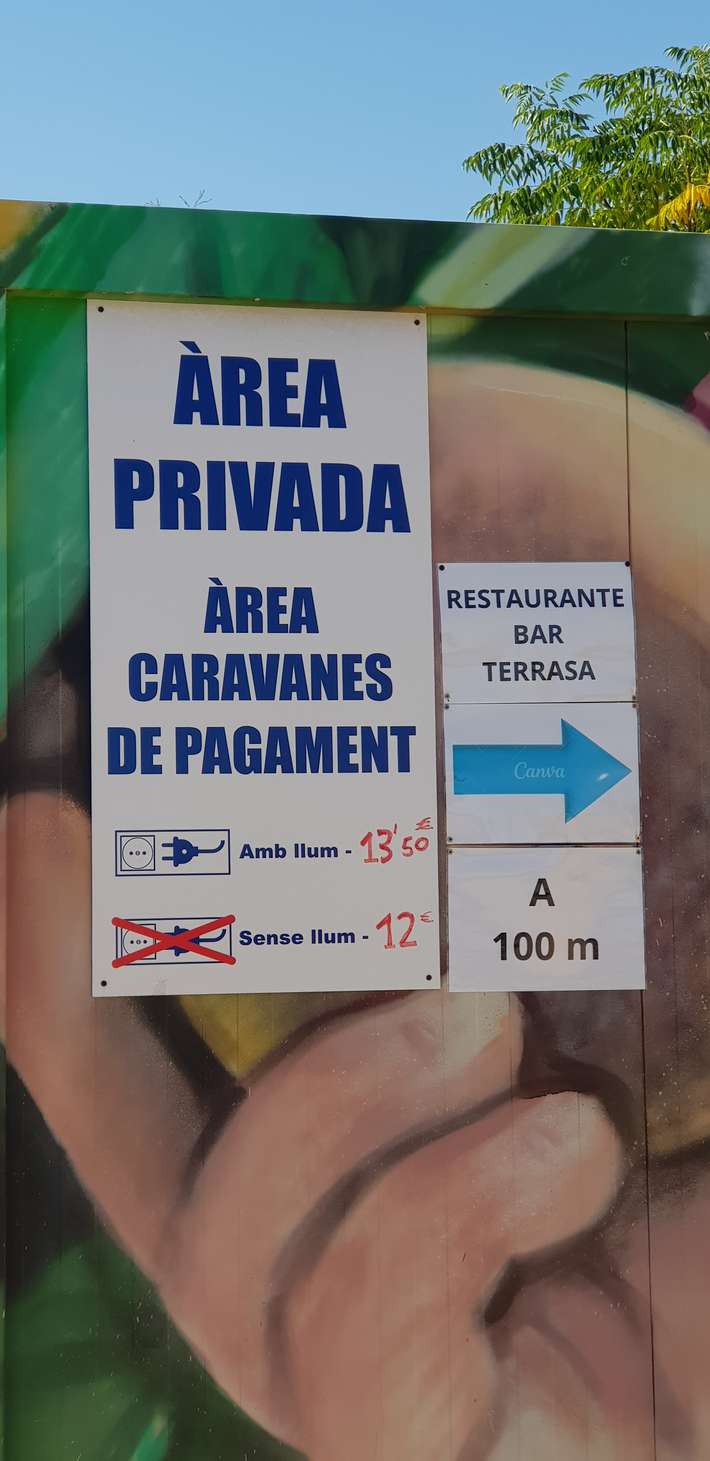 ÀREA
PRIVADA
ÀREA
CARAVANES
DE PAGAMENT
Amb llum - 13'50€
Sense llum - 12€
RESTAURANTE
BAR
TERRASA
Canva
A
100 m